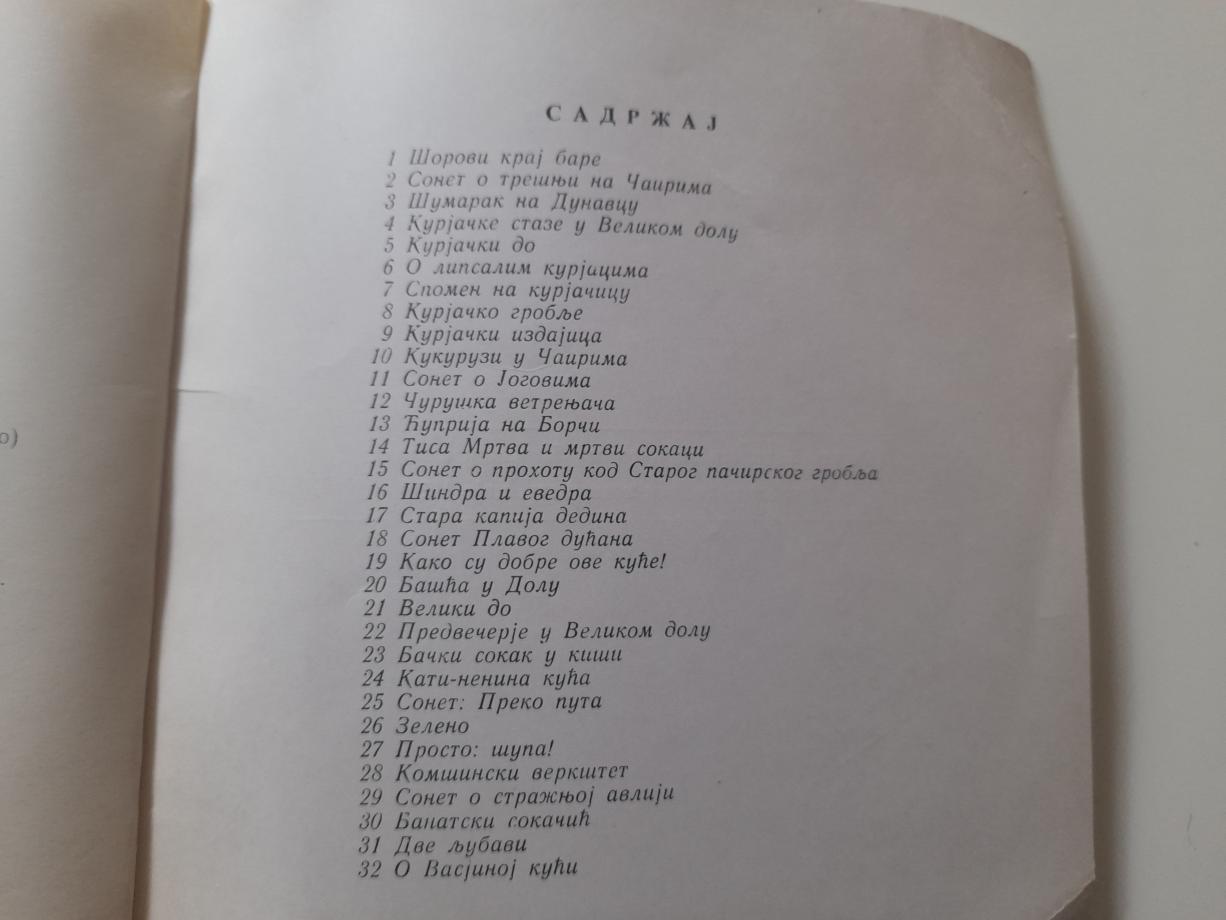 о)
САДРЖАЈ
1 Шорови крај баре
2 Сонет о трешњи на Чаирима
3 Шумарак на Дунавцу
4 Курјачке стазе у Великом долу
5 Курјачки до
6 О липсалим курјацима
7 Спомен на курјачицу
8 Курјачко гробље
9 Курјачки издајица
10 Кукурузи у Чаирима
11 Сонет о Јоговима
12 Чурушка ветрењача
13 Ћуприја на Борчи
14 Тиса Мртва и мртви сокаци
15 Сонет о прохоту код Старог пачирског гробља
16 Шиндра и еведра
17 Стара капија дедина
18 Сонет Плавог дућана
19 Како су добре ове куће!
20 Башћа у Долу
21 Велики до
22 Предвечерје у Великом долу
23 Бачки сокак у киши
24 Кати-ненина кућа
25 Сонет: Преко пута
26 Зелено
27 Просто: шупа!
28 Комшински веркштет
29 Сонет о стражњој авлији
30 Банатски сокачић
31 Две љубави
32 О Васјиној кући